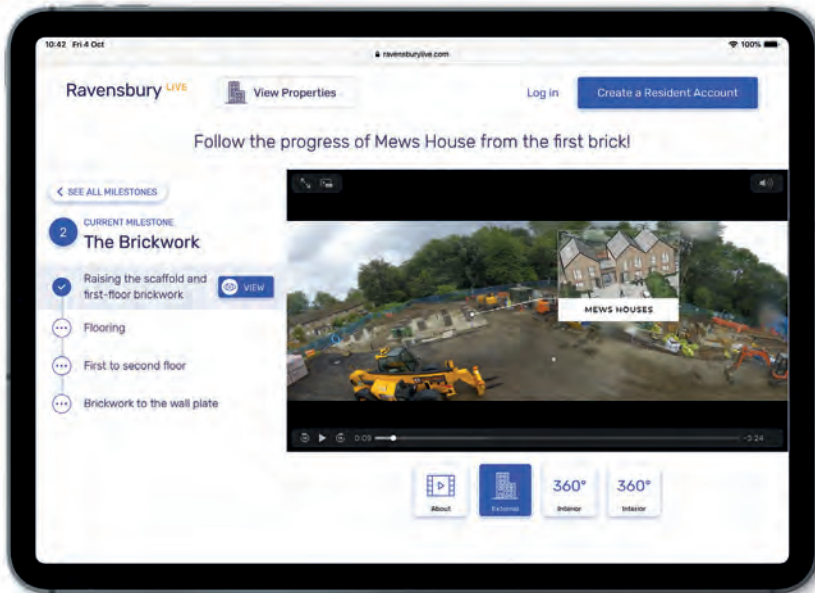 10:42 Fri 4 Oct
ravensburylive.com
100%
Ravensbury LIVE
View Properties
Log in
Create a Resident Account
Follow the progress of Mews House from the first brick!
SEE ALL MILESTONES
2
CURRENT MILESTONE
The Brickwork
Raising the scaffold and
first-floor brickwork
VIEW
Flooring
First to second floor
Brickwork to the wall plate
MEWS HOUSES
0:09
-3:24
About
External
360°
Interior
360°
Interior